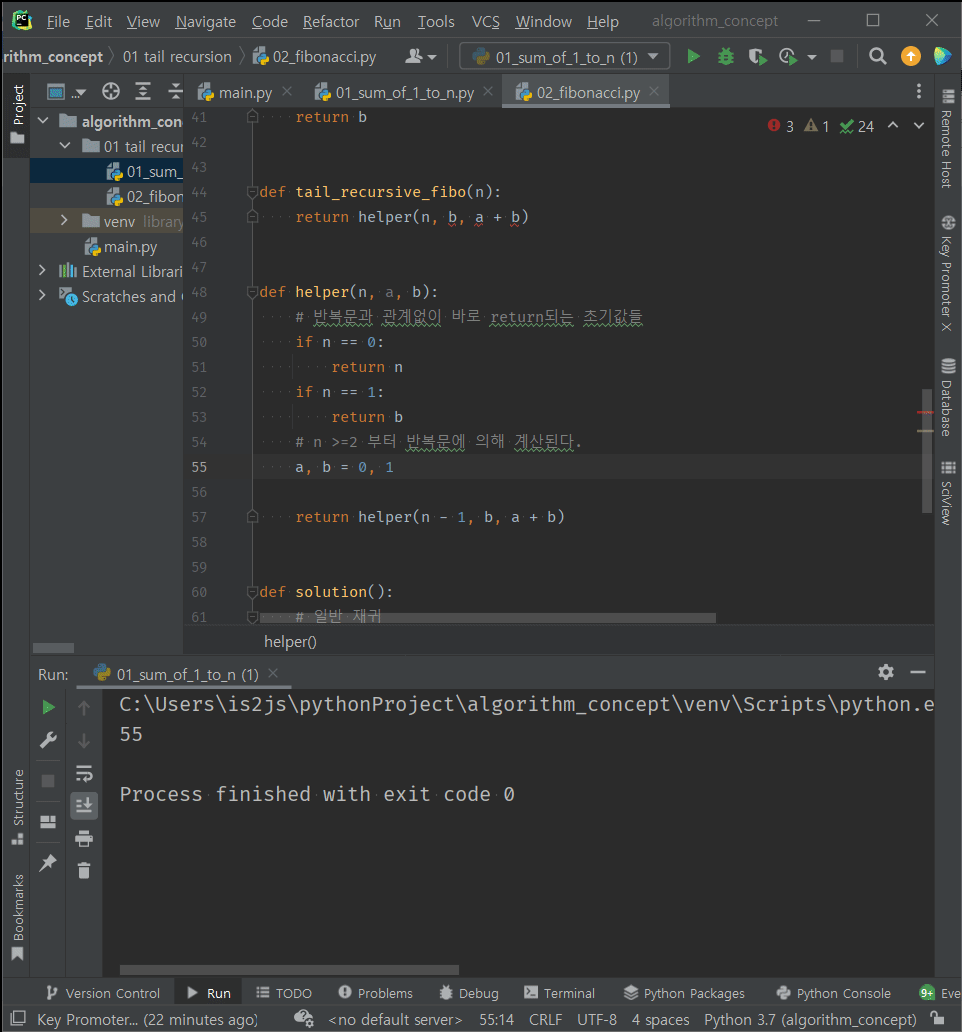 PC File Edit View Navigate Code Refactor Run Tools VCS Window Help algorithm_concept
rithm_concept 01 tail recursion 02_fibonacci.py 01_sum_of_1_to_n (1)
Project
main.py 01_sum_of_1_to_n.py 02_fibonacci.py
algorithm_con
01 tail recur
01_sum_
02_fibon
venv library
main.py
External Librari
Scratches and
3 1 24
41 return b
42
43
44 def tail_recursive_fibo(n):
45 return helper(n, b, a + b)
46
47
48 def helper(n, a, b):
49 # 반복문과 관계없이 바로 return되는 초기값들
50 if n == 0:
51 return n
52 if n == 1:
53 return b
54 # n >=2 부터 반복문에 의해 계산된다.
55 a, b = 0, 1
56
57 return helper(n - 1, b, a + b)
58
59
60 def solution():
61 # 일반 재귀
helper()
Remote Host
Key Promoter X
Database
SciView
Run: 01_sum_of_1_to_n (1)
C:\Users\is2js\pythonProject\algorithm_concept\venv\Scripts\python.e
55
Process finished with exit code 0
Structure
Bookmarks
Version Control Run TODO Problems Debug Terminal Python Packages Python Console 9+ Eve
Key Promoter... (22 minutes ago) <no default server> 55:14 CRLF UTF-8 4 spaces Python 3.7 (algorithm_concept)